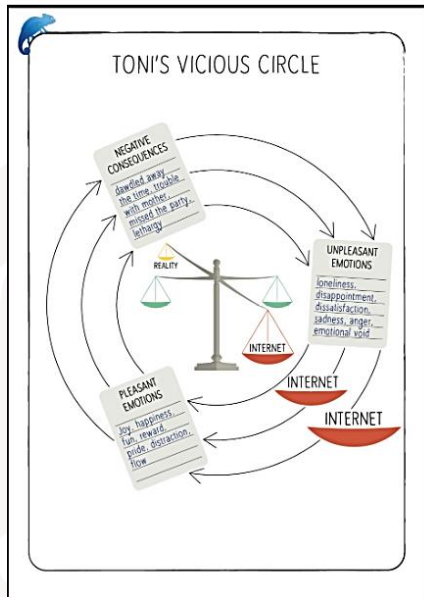 TONI'S VICIOUS CIRCLE
NEGATIVE
CONSEQUENCES
dawdled away
the time, trouble
with mother,
missed the party,
lethargy
UNPLEASANT
EMOTIONS
loneliness,
disappointment,
dissatisfaction,
sadness, anger,
emotional void
REALITY
INTERNET
INTERNET
INTERNET
PLEASANT
EMOTIONS
Joy, happiness,
fun, reward,
pride, distraction,
flow